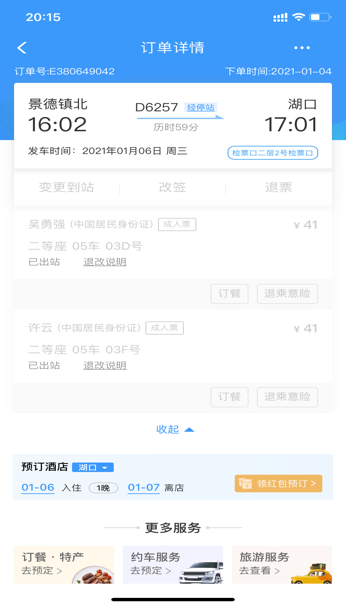 20:15
订单详情
订单号:E380649042 下单时间:2021-01-04
景德镇北 D6257 经停站 湖口
16:02 历时59分 17:01
发车时间：2021年01月06日 周三 检票口二层2号检票口
变更到站 改签 退票
吴勇强 (中国居民身份证) 成人票 ¥41
二等座 05车 03D号
已出站 退改说明
订餐 退乘意险
许云 (中国居民身份证) 成人票 ¥41
二等座 05车 03F号
已出站 退改说明
订餐 退乘意险
收起
预订酒店 湖口
01-06 入住 1晚 01-07 离店 领红包预订 >
更多服务
订餐·特产 约车服务 旅游服务
去预定 > 去预定 > 去查看 >